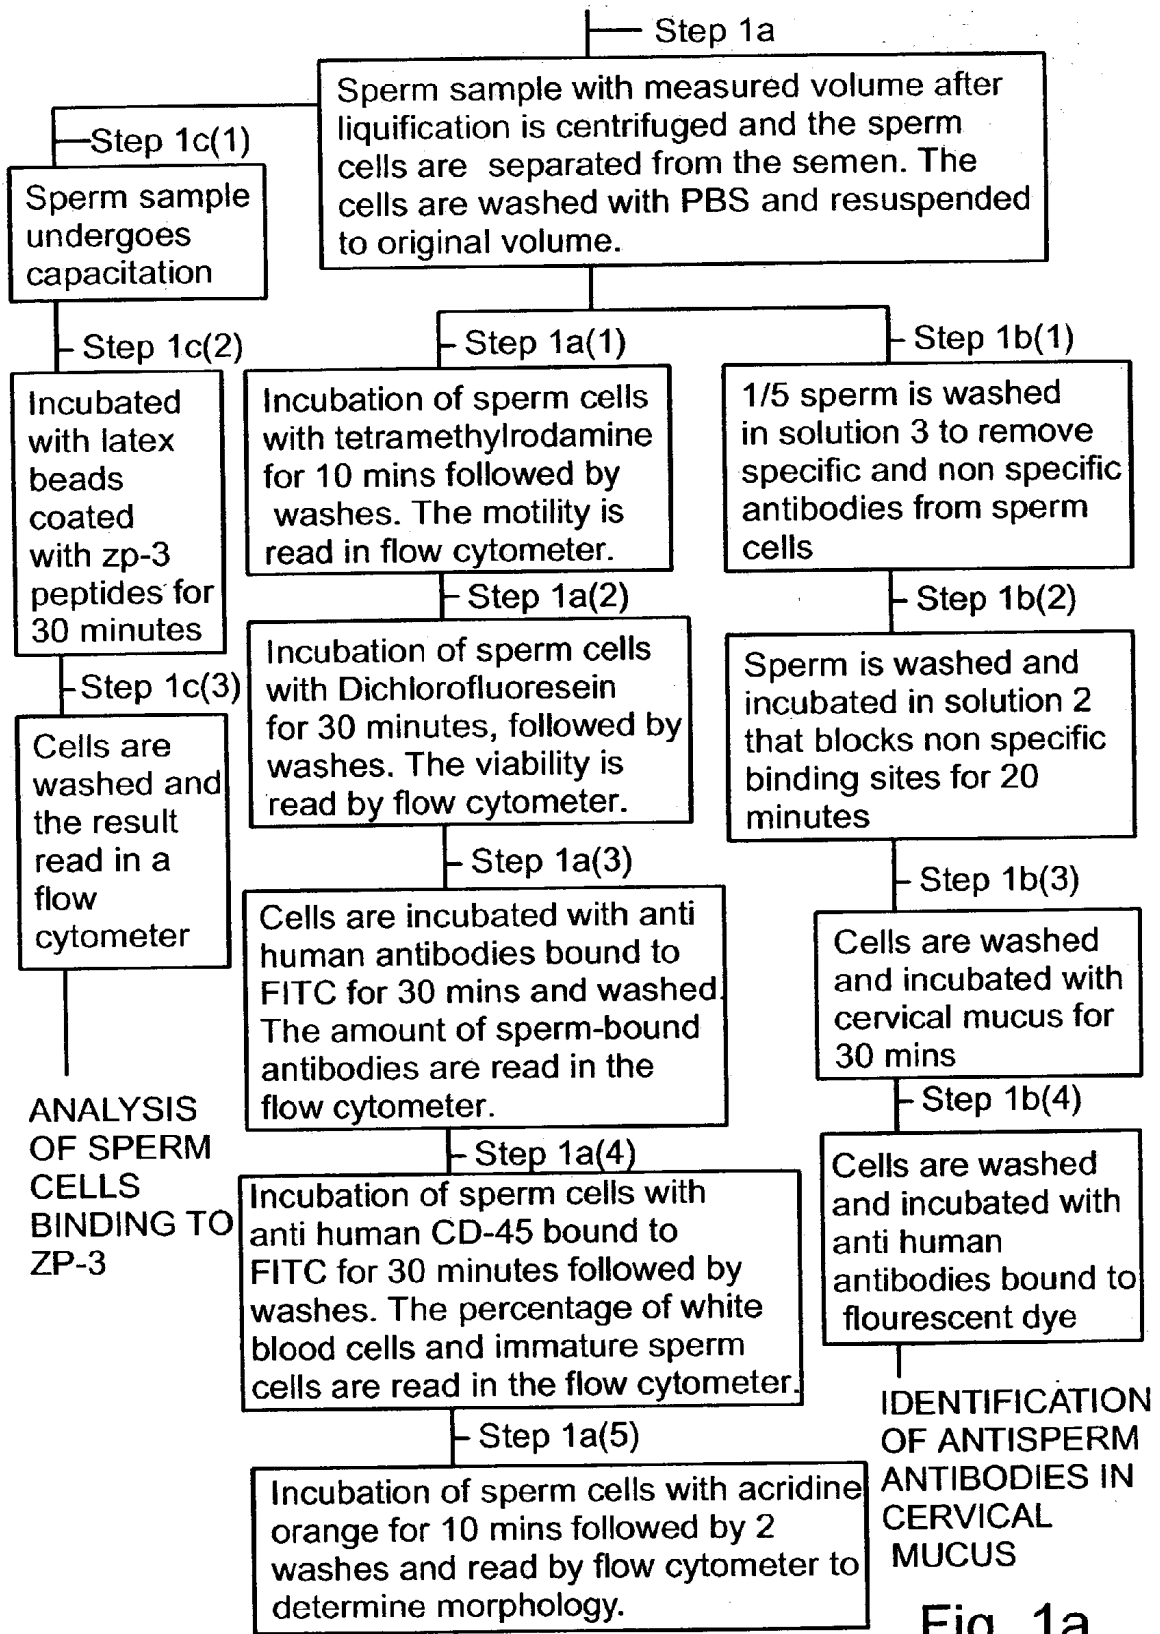 Step 1a
Sperm sample with measured volume after
liquification is centrifuged and the sperm
cells are separated from the semen. The
cells are washed with PBS and resuspended
to original volume.
Step 1c(1)
Sperm sample
undergoes
capacitation
Step 1c(2)
Incubated
with latex
beads
coated
with zp-3
peptides for
30 minutes
Step 1c(3)
Cells are
washed and
the result
read in a
flow
cytometer
ANALYSIS
OF SPERM
CELLS
BINDING TO
ZP-3
Step 1a(1)
Incubation of sperm cells
with tetramethylrodamine
for 10 mins followed by
washes. The motility is
read in flow cytometer.
Step 1a(2)
Incubation of sperm cells
with Dichlorofluoresein
for 30 minutes, followed by
washes. The viability is
read by flow cytometer.
Step 1a(3)
Cells are incubated with anti
human antibodies bound to
FITC for 30 mins and washed.
The amount of sperm-bound
antibodies are read in the
flow cytometer.
Step 1a(4)
Incubation of sperm cells with
anti human CD-45 bound to
FITC for 30 minutes followed by
washes. The percentage of white
blood cells and immature sperm
cells are read in the flow cytometer.
Step 1a(5)
Incubation of sperm cells with acridine
orange for 10 mins followed by 2
washes and read by flow cytometer to
determine morphology.
Step 1b(1)
1/5 sperm is washed
in solution 3 to remove
specific and non specific
antibodies from sperm
cells
Step 1b(2)
Sperm is washed and
incubated in solution 2
that blocks non specific
binding sites for 20
minutes
Step 1b(3)
Cells are washed
and incubated with
cervical mucus for
30 mins
Step 1b(4)
Cells are washed
and incubated with
anti human
antibodies bound to
flourescent dye
IDENTIFICATION
OF ANTISPERM
ANTIBODIES IN
CERVICAL
MUCUS
Fig. 1a